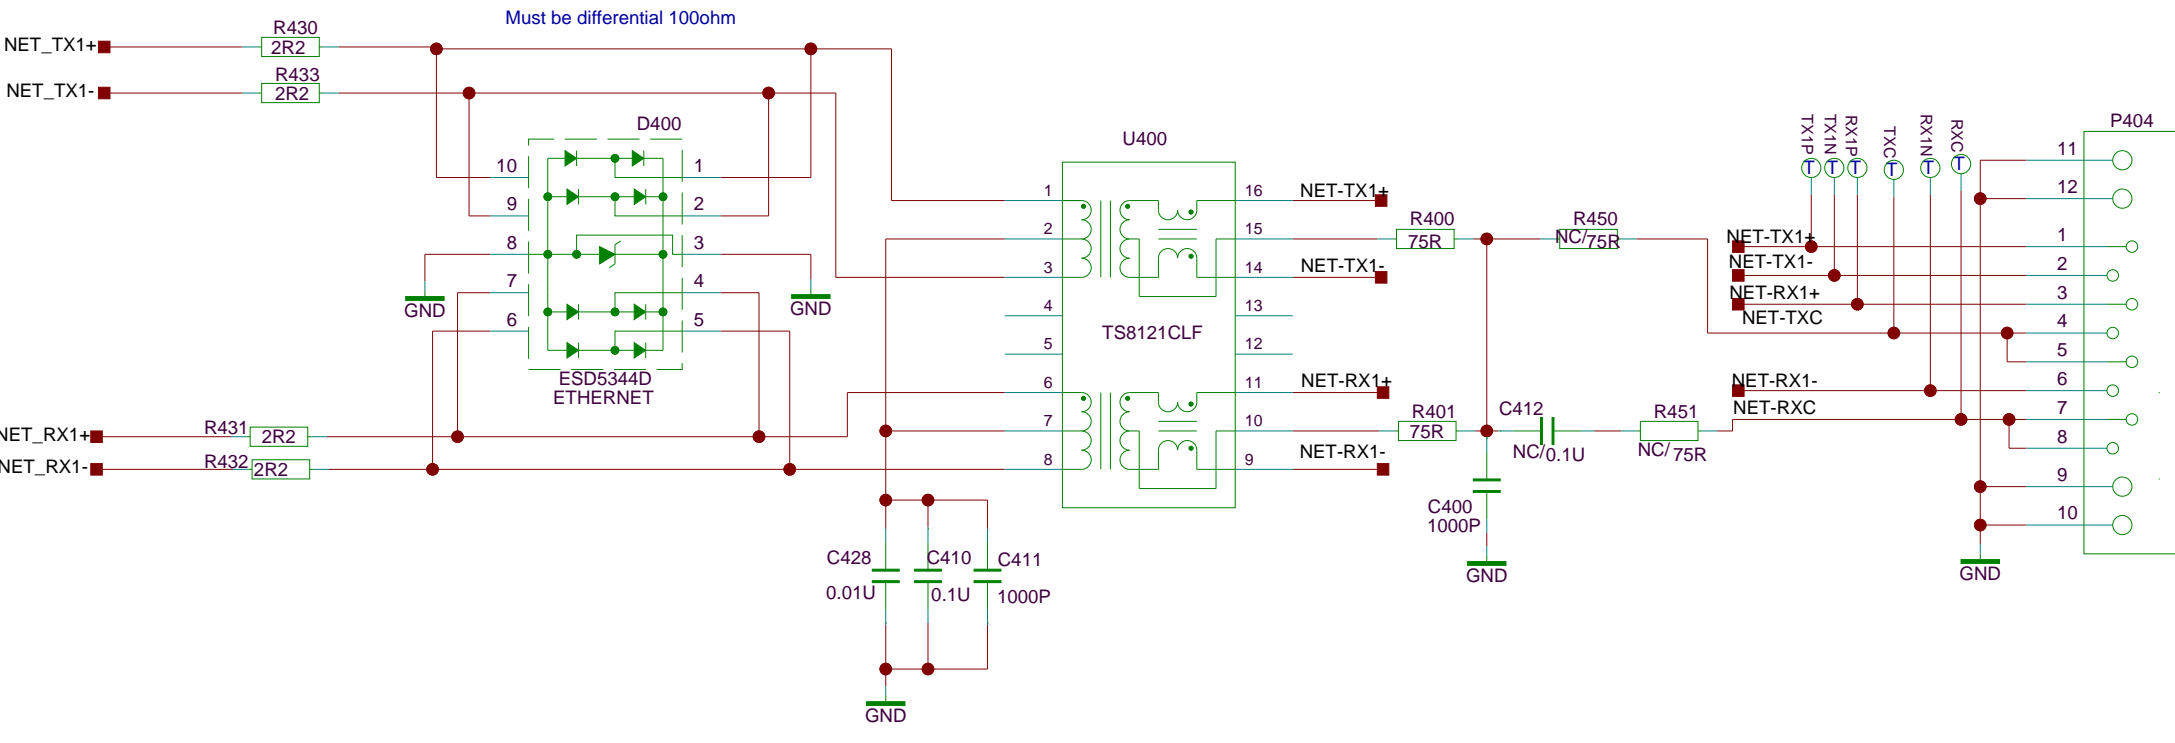 Must be differential 100ohm
NET_TX1+
R430
2R2
NET_TX1-
R433
2R2
D400
10
1
9
2
8
3
7
4
6
5
GND
GND
ESD5344D
ETHERNET
NET_RX1+
R431
2R2
NET_RX1-
R432
2R2
U400
1
2
3
4
5
6
7
8
16
15
14
13
12
11
10
9
TS8121CLF
NET-TX1+
NET-TX1-
NET-RX1+
NET-RX1-
C428
0.01U
C410
0.1U
C411
1000P
GND
R400
75R
R450
NC/75R
R401
75R
C412
NC/0.1U
R451
NC/75R
C400
1000P
GND
TX1P
TX1N
RX1P
TXC
RX1N
RXC
T
T
T
T
T
T
NET-TX1+
NET-TX1-
NET-RX1+
NET-TXC
NET-RX1-
NET-RXC
P404
11
12
1
2
3
4
5
6
7
8
9
10
GND